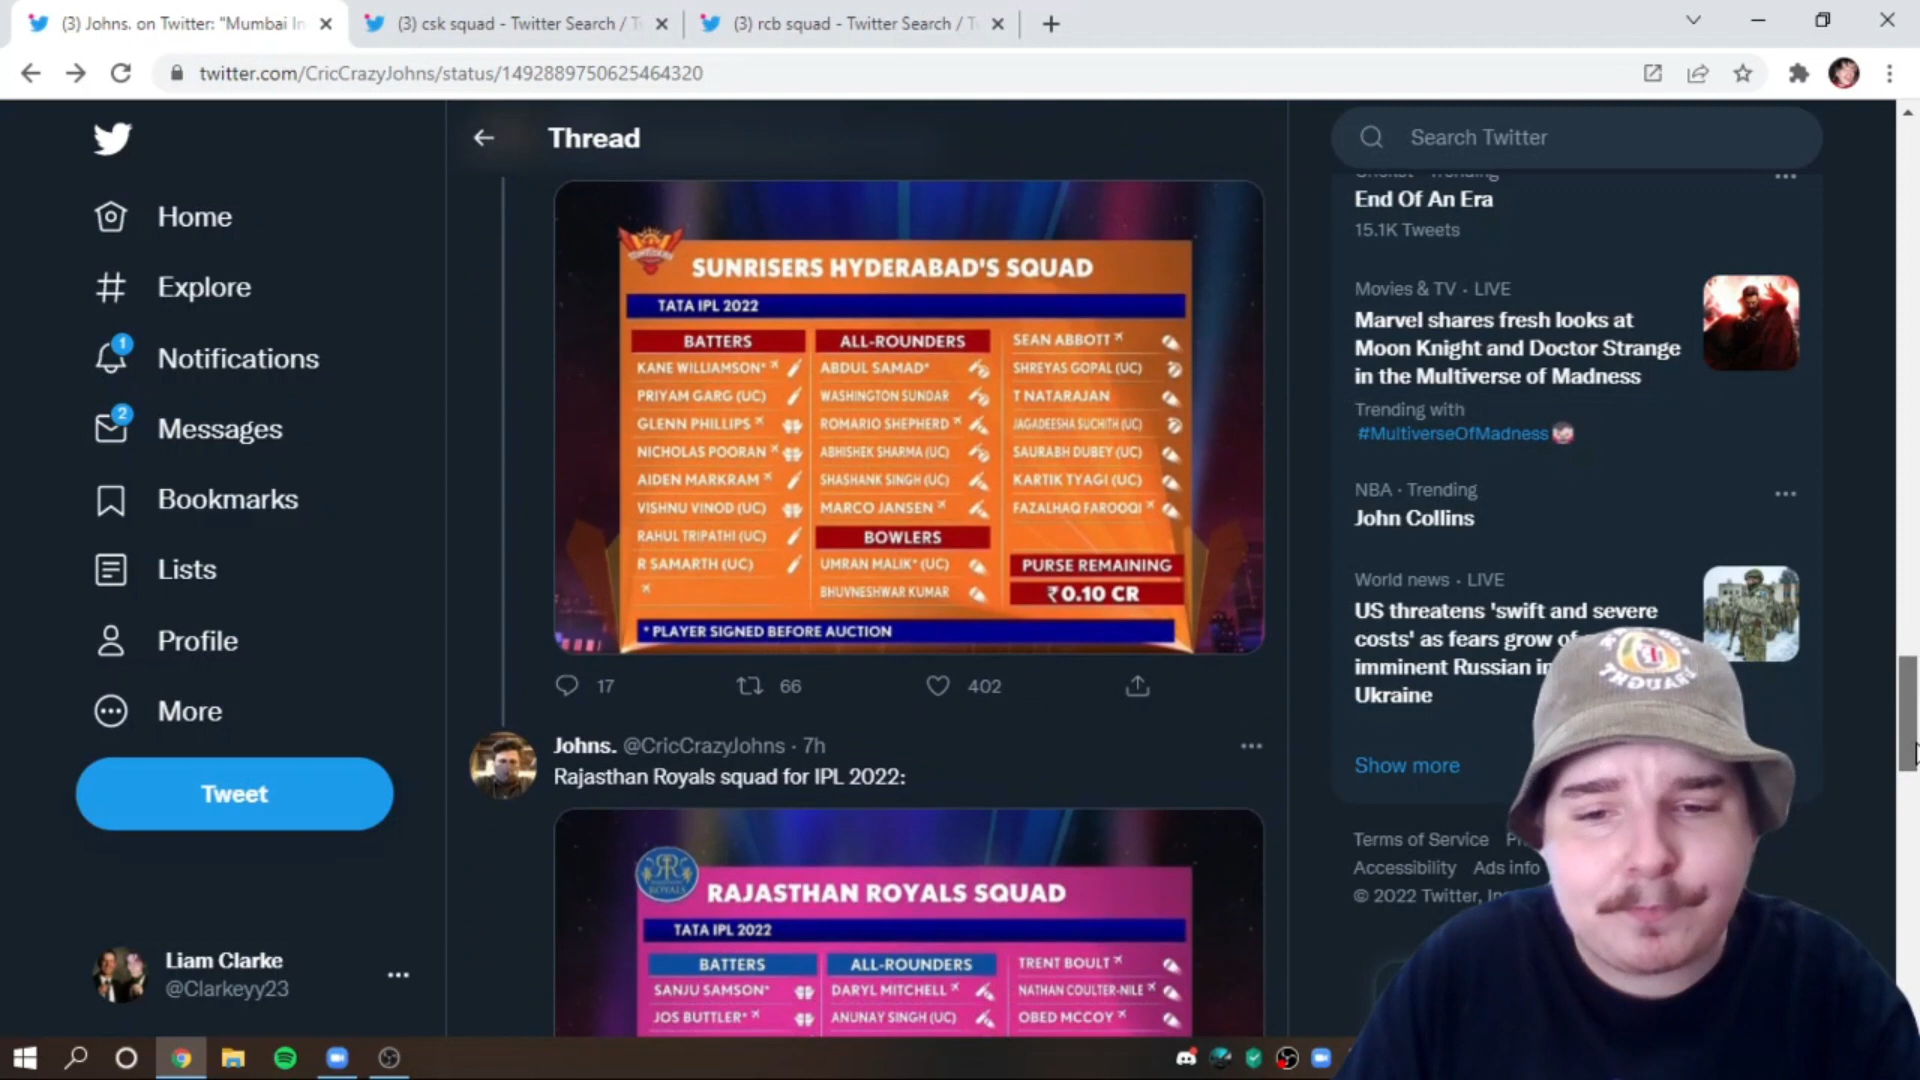 (3) Johns. on Twitter: "Mumbai In
(3) csk squad - Twitter Search / T
(3) rcb squad - Twitter Search / T
twitter.com/CricCrazyJohns/status/1492889750625464320
Home
Explore
1
Notifications
2
Messages
Bookmarks
Lists
Profile
More
Tweet
Liam Clarke
@Clarkeyy23
Thread
SUNRISERS HYDERABAD'S SQUAD
TATA IPL 2022
BATTERS
KANE WILLIAMSON*
PRIYAM GARG (UC)
GLENN PHILLIPS
NICHOLAS POORAN
AIDEN MARKRAM
VISHNU VINOD (UC)
RAHUL TRIPATHI (UC)
R SAMARTH (UC)
ALL-ROUNDERS
ABDUL SAMAD*
WASHINGTON SUNDAR
ROMARIO SHEPHERD
ABHISHEK SHARMA (UC)
SHASHANK SINGH (UC)
MARCO JANSEN
BOWLERS
UMRAN MALIK* (UC)
BHUVNESHWAR KUMAR
SEAN ABBOTT
SHREYAS GOPAL (UC)
T NATARAJAN
JAGADEESHA SUCHITH (UC)
SAURABH DUBEY (UC)
KARTIK TYAGI (UC)
FAZALHAQ FAROOQI
PURSE REMAINING
₹0.10 CR
* PLAYER SIGNED BEFORE AUCTION
17
66
402
Johns. @CricCrazyJohns · 7h
Rajasthan Royals squad for IPL 2022:
RAJASTHAN ROYALS SQUAD
TATA IPL 2022
BATTERS
SANJU SAMSON*
JOS BUTTLER*
ALL-ROUNDERS
DARYL MITCHELL
ANUNAY SINGH (UC)
TRENT BOULT
NATHAN COULTER-NILE
OBED MCCOY
Search Twitter
End Of An Era
15.1K Tweets
Movies & TV · LIVE
Marvel shares fresh looks at
Moon Knight and Doctor Strange
in the Multiverse of Madness
Trending with
#MultiverseOfMadness
NBA · Trending
John Collins
World news · LIVE
US threatens 'swift and severe
costs' as fears grow of
imminent Russian in
Ukraine
Show more
Terms of Service
Accessibility Ads info
© 2022 Twitter, In